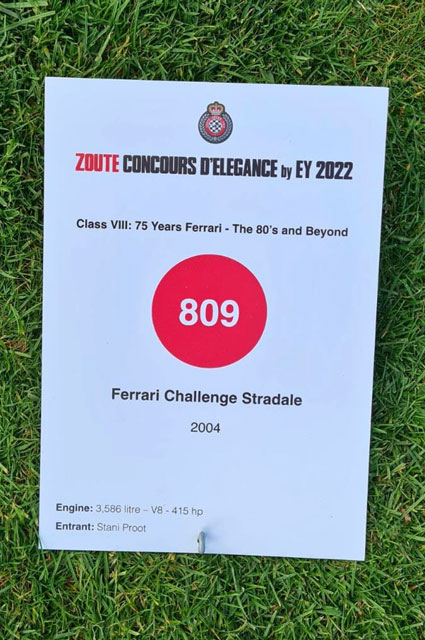 ZOUTE CONCOURS D'ELEGANCE by EY 2022
Class VIII: 75 Years Ferrari - The 80's and Beyond
809
Ferrari Challenge Stradale
2004
Engine: 3,586 litre – V8 - 415 hp
Entrant: Stani Proot